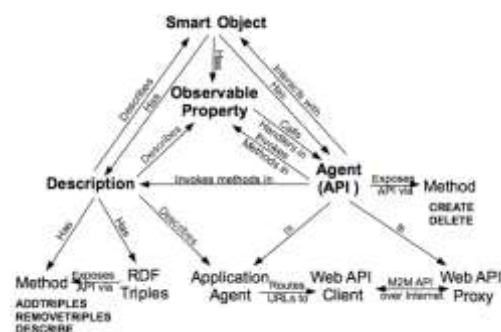 Smart Object
Describes
Has
Has
Has
Interacts with
Observable
Property
Describes
Calls
Handlers in
Invokes
Methods in
Description
Invokes methods in
Agent
(API )
Exposes
API via
Method
CREATE
DELETE
Has
Has
Describes
Is
Is
Method
Exposes
API via
RDF
Triples
ADDTRIPLES
REMOVETRIPLES
DESCRIBE
Application
Agent
Routes
URLs to
Web API
Client
M2M API
over Internet
Web API
Proxy